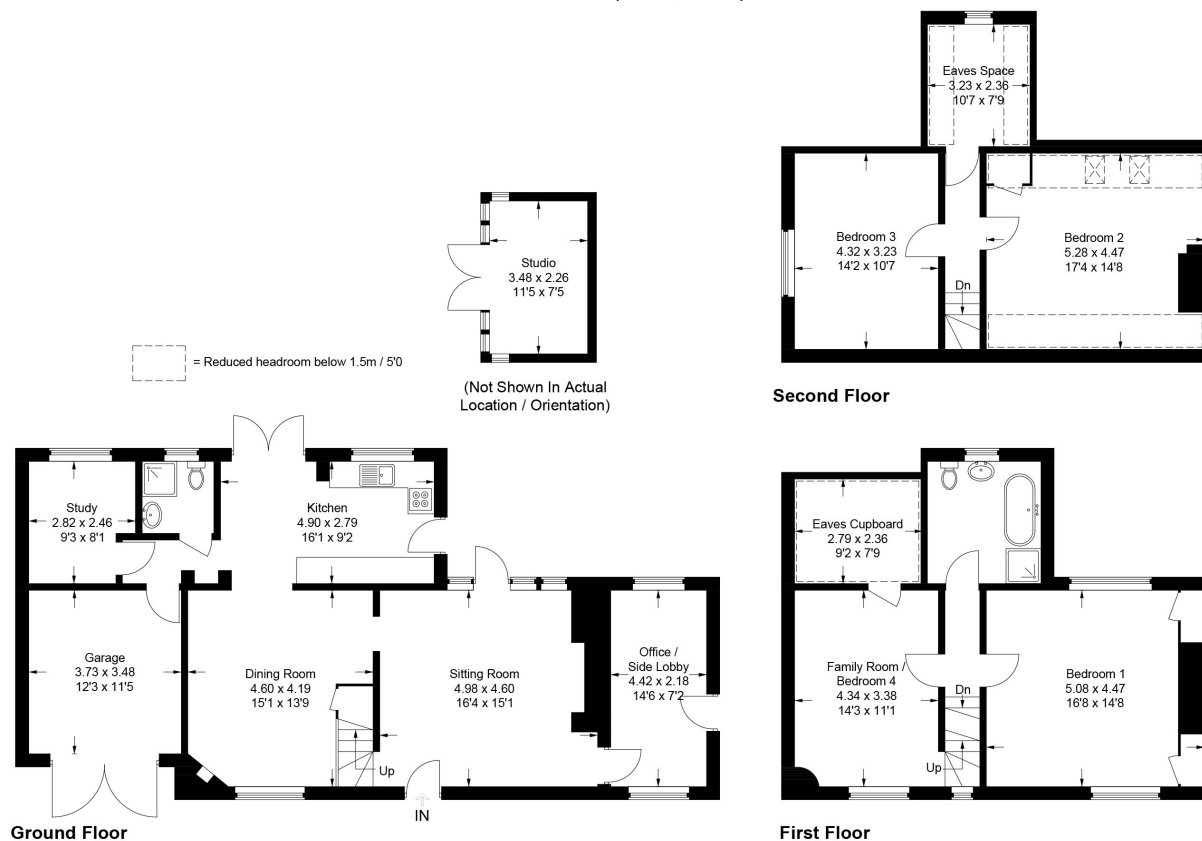 Eaves Space
3.23 x 2.36
10'7 x 7'9
Bedroom 3
4.32 x 3.23
14'2 x 10'7
Bedroom 2
5.28 x 4.47
17'4 x 14'8
Dn
Second Floor
Studio
3.48 x 2.26
11'5 x 7'5
(Not Shown In Actual
Location / Orientation)
= Reduced headroom below 1.5m / 5'0
Study
2.82 x 2.46
9'3 x 8'1
Kitchen
4.90 x 2.79
16'1 x 9'2
Garage
3.73 x 3.48
12'3 x 11'5
Dining Room
4.60 x 4.19
15'1 x 13'9
Sitting Room
4.98 x 4.60
16'4 x 15'1
Office /
Side Lobby
4.42 x 2.18
14'6 x 7'2
Up
IN
Ground Floor
Eaves Cupboard
2.79 x 2.36
9'2 x 7'9
Family Room /
Bedroom 4
4.34 x 3.38
14'3 x 11'1
Dn
Up
Bedroom 1
5.08 x 4.47
16'8 x 14'8
First Floor